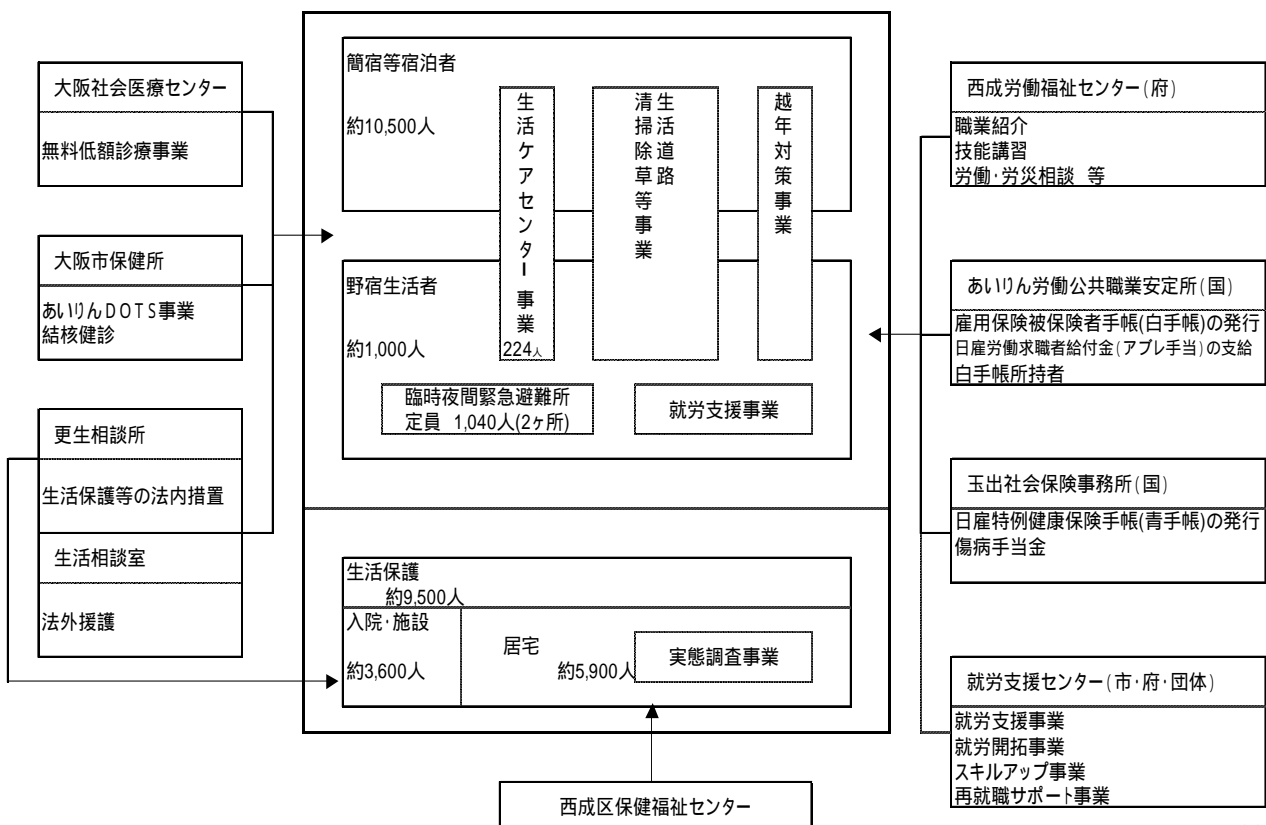 大阪社会医療センター
無料低額診療事業
大阪市保健所
あいりんDOTS事業
結核健診
更生相談所
生活保護等の法内措置
生活相談室
法外援護
簡宿等宿泊者
約10,500人
野宿生活者
約1,000人
生活ケアセンター事業
224人
生活道路
清掃除草等事業
越年対策事業
臨時夜間緊急避難所
定員 1,040人(2ヶ所)
就労支援事業
生活保護
約9,500人
入院・施設
約3,600人
居宅
約5,900人
実態調査事業
西成区保健福祉センター
西成労働福祉センター(府)
職業紹介
技能講習
労働・労災相談 等
あいりん労働公共職業安定所(国)
雇用保険被保険者手帳(白手帳)の発行
日雇労働求職者給付金(アブレ手当)の支給
白手帳所持者
玉出社会保険事務所(国)
日雇特例健康保険手帳(青手帳)の発行
傷病手当金
就労支援センター(市・府・団体)
就労支援事業
就労開拓事業
スキルアップ事業
再就職サポート事業